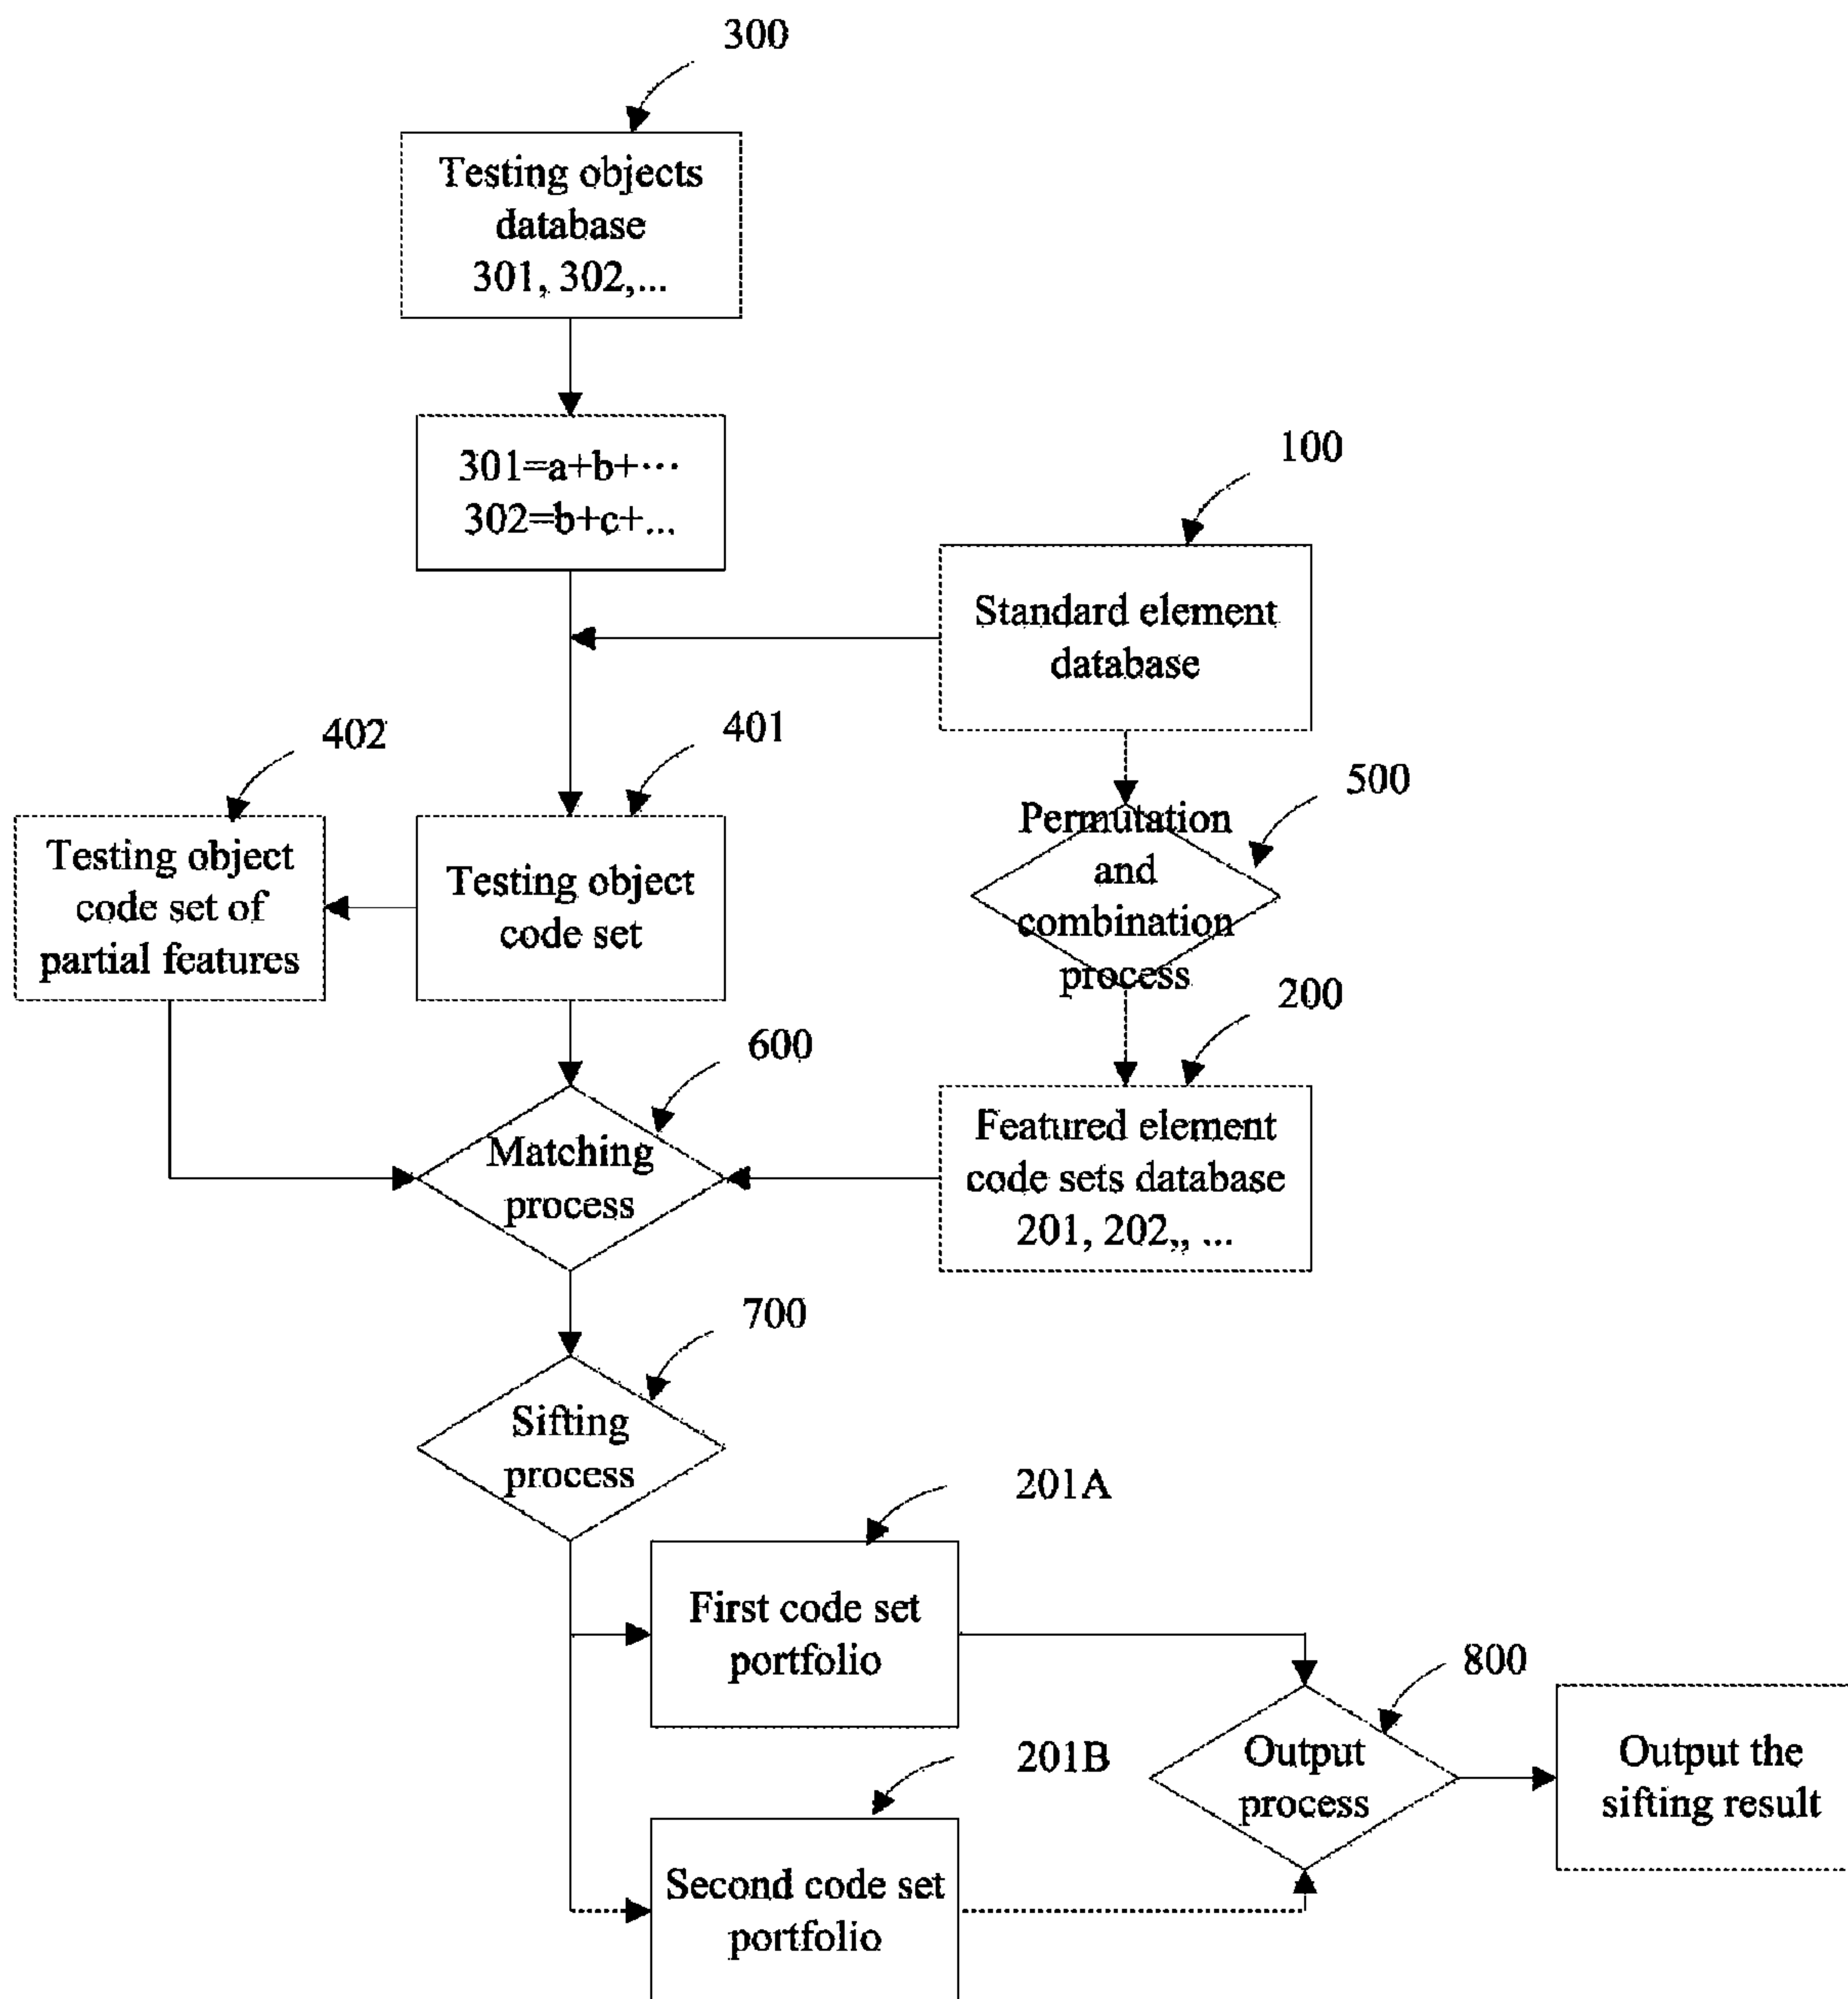 300
Testing objects
database
301, 302,...
301=a+b+···
302=b+c+...
100
Standard element
database
402
401
500
Testing object
code set of
partial features
Testing object
code set
Permutation
and
combination
process
200
600
Matching
process
Featured element
code sets database
201, 202,, ...
700
Sifting
process
201A
First code set
portfolio
800
201B
Output
process
Output the
sifting result
Second code set
portfolio